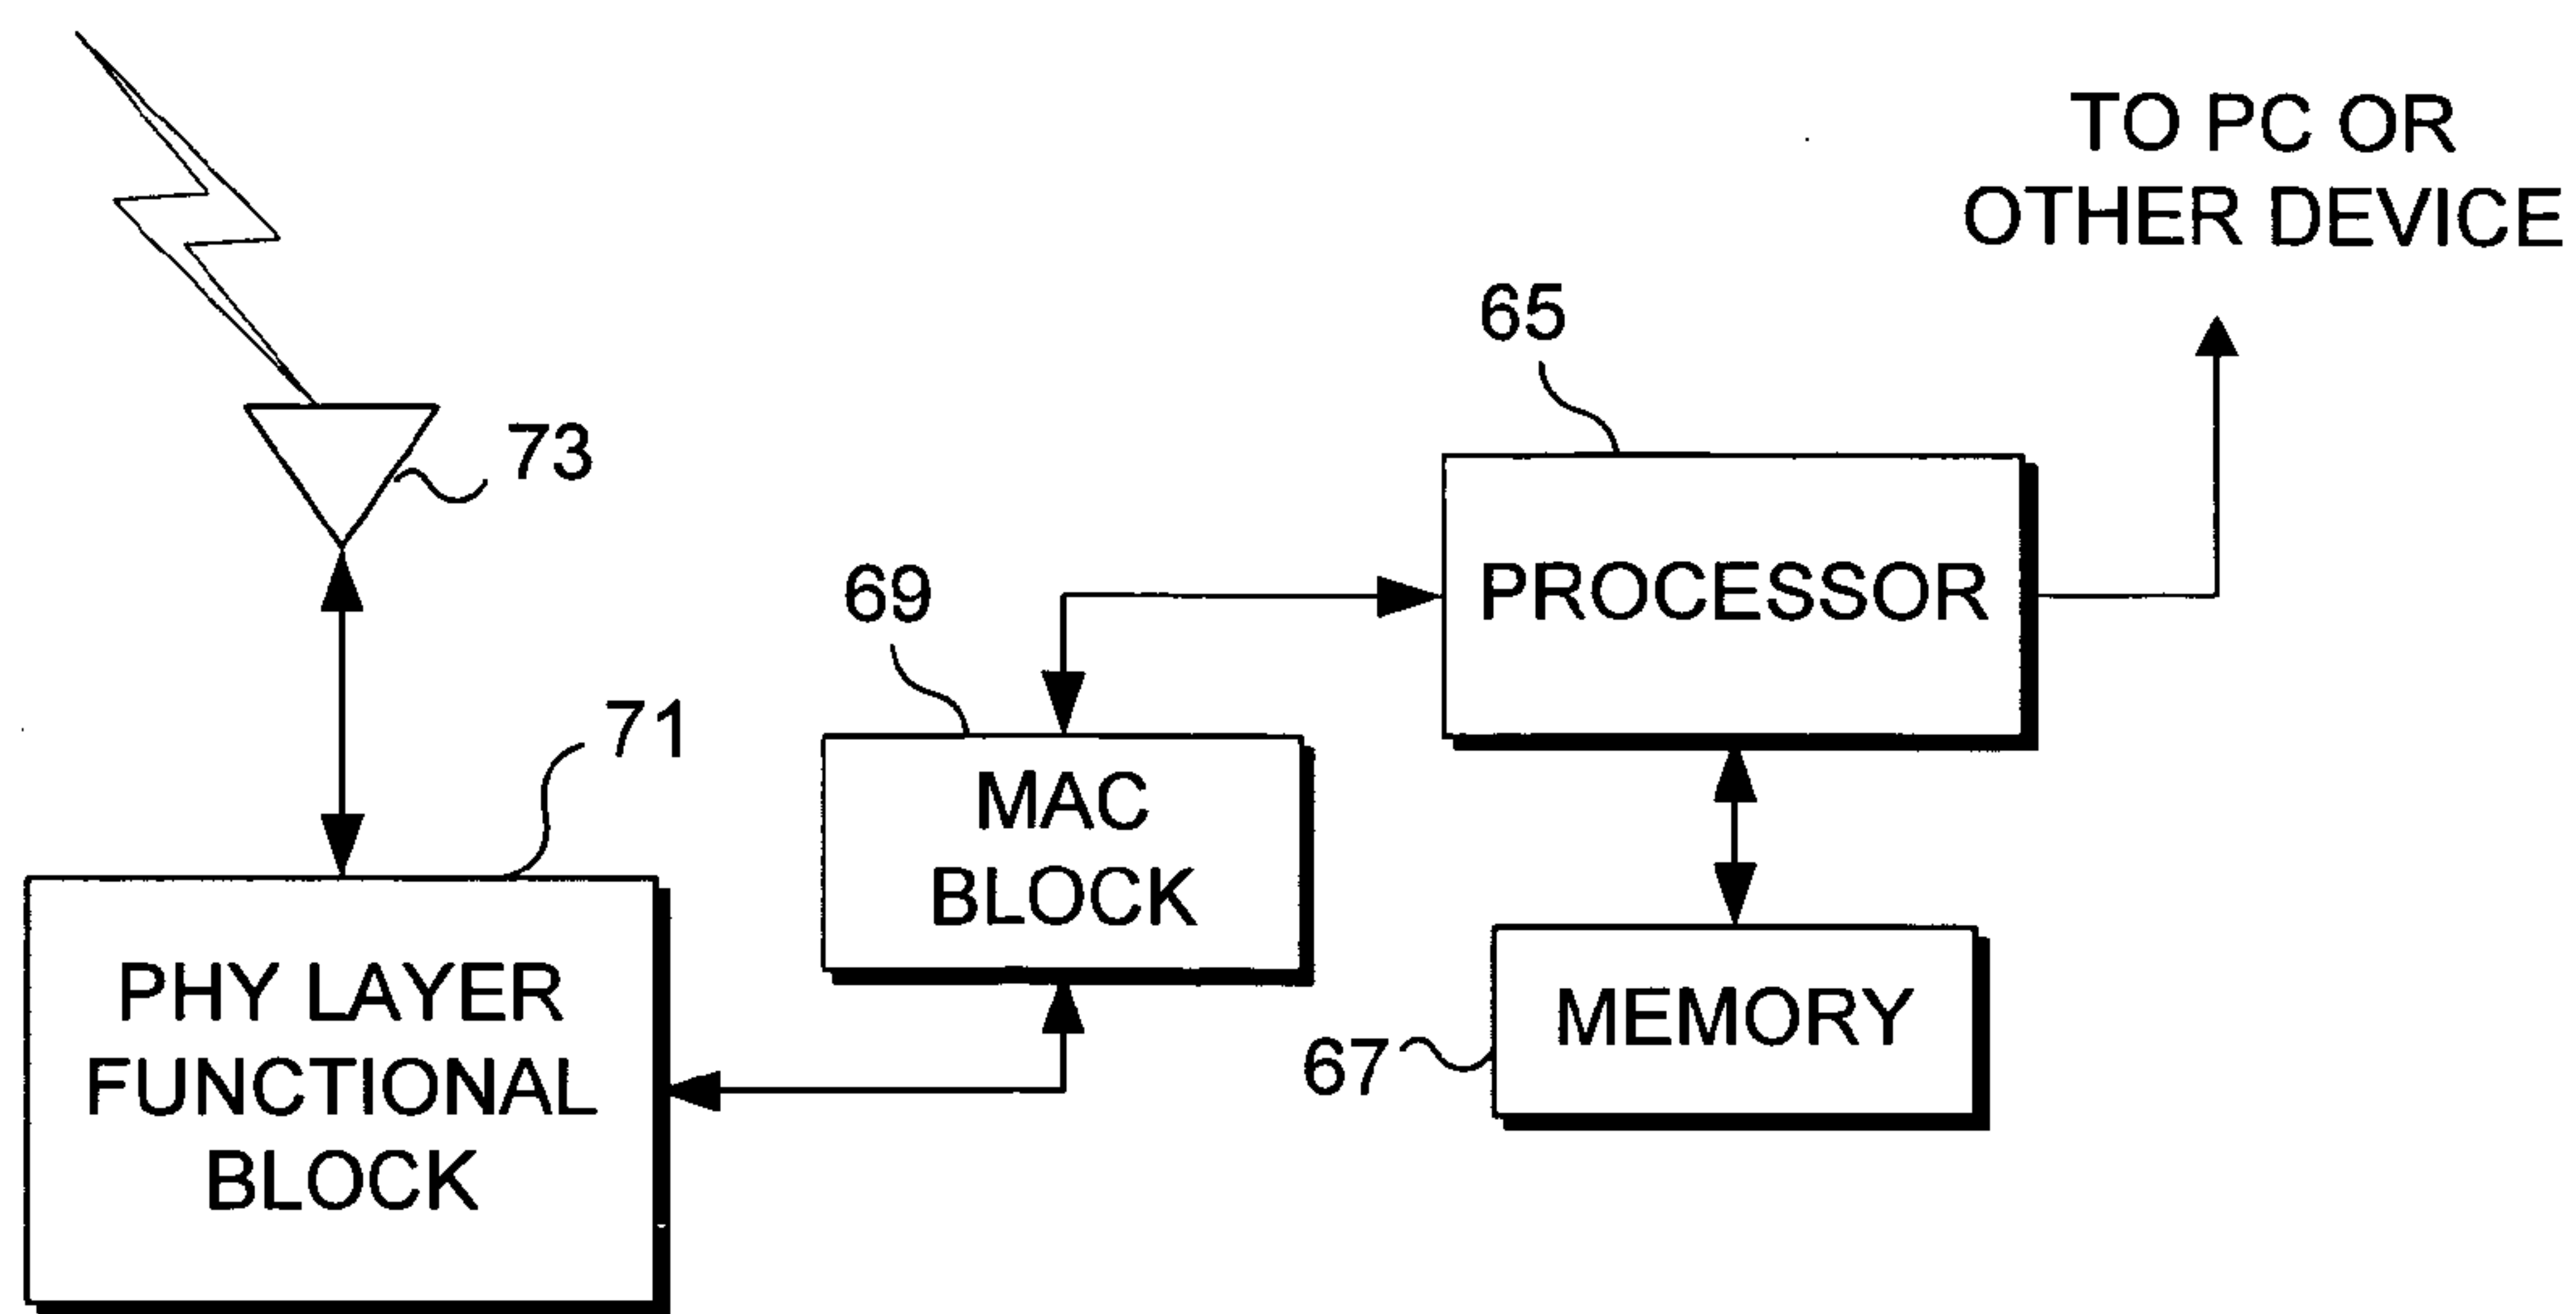 TO PC OR
OTHER DEVICE
65
73
PROCESSOR
69
71
MAC
BLOCK
PHY LAYER
FUNCTIONAL
BLOCK
MEMORY
67